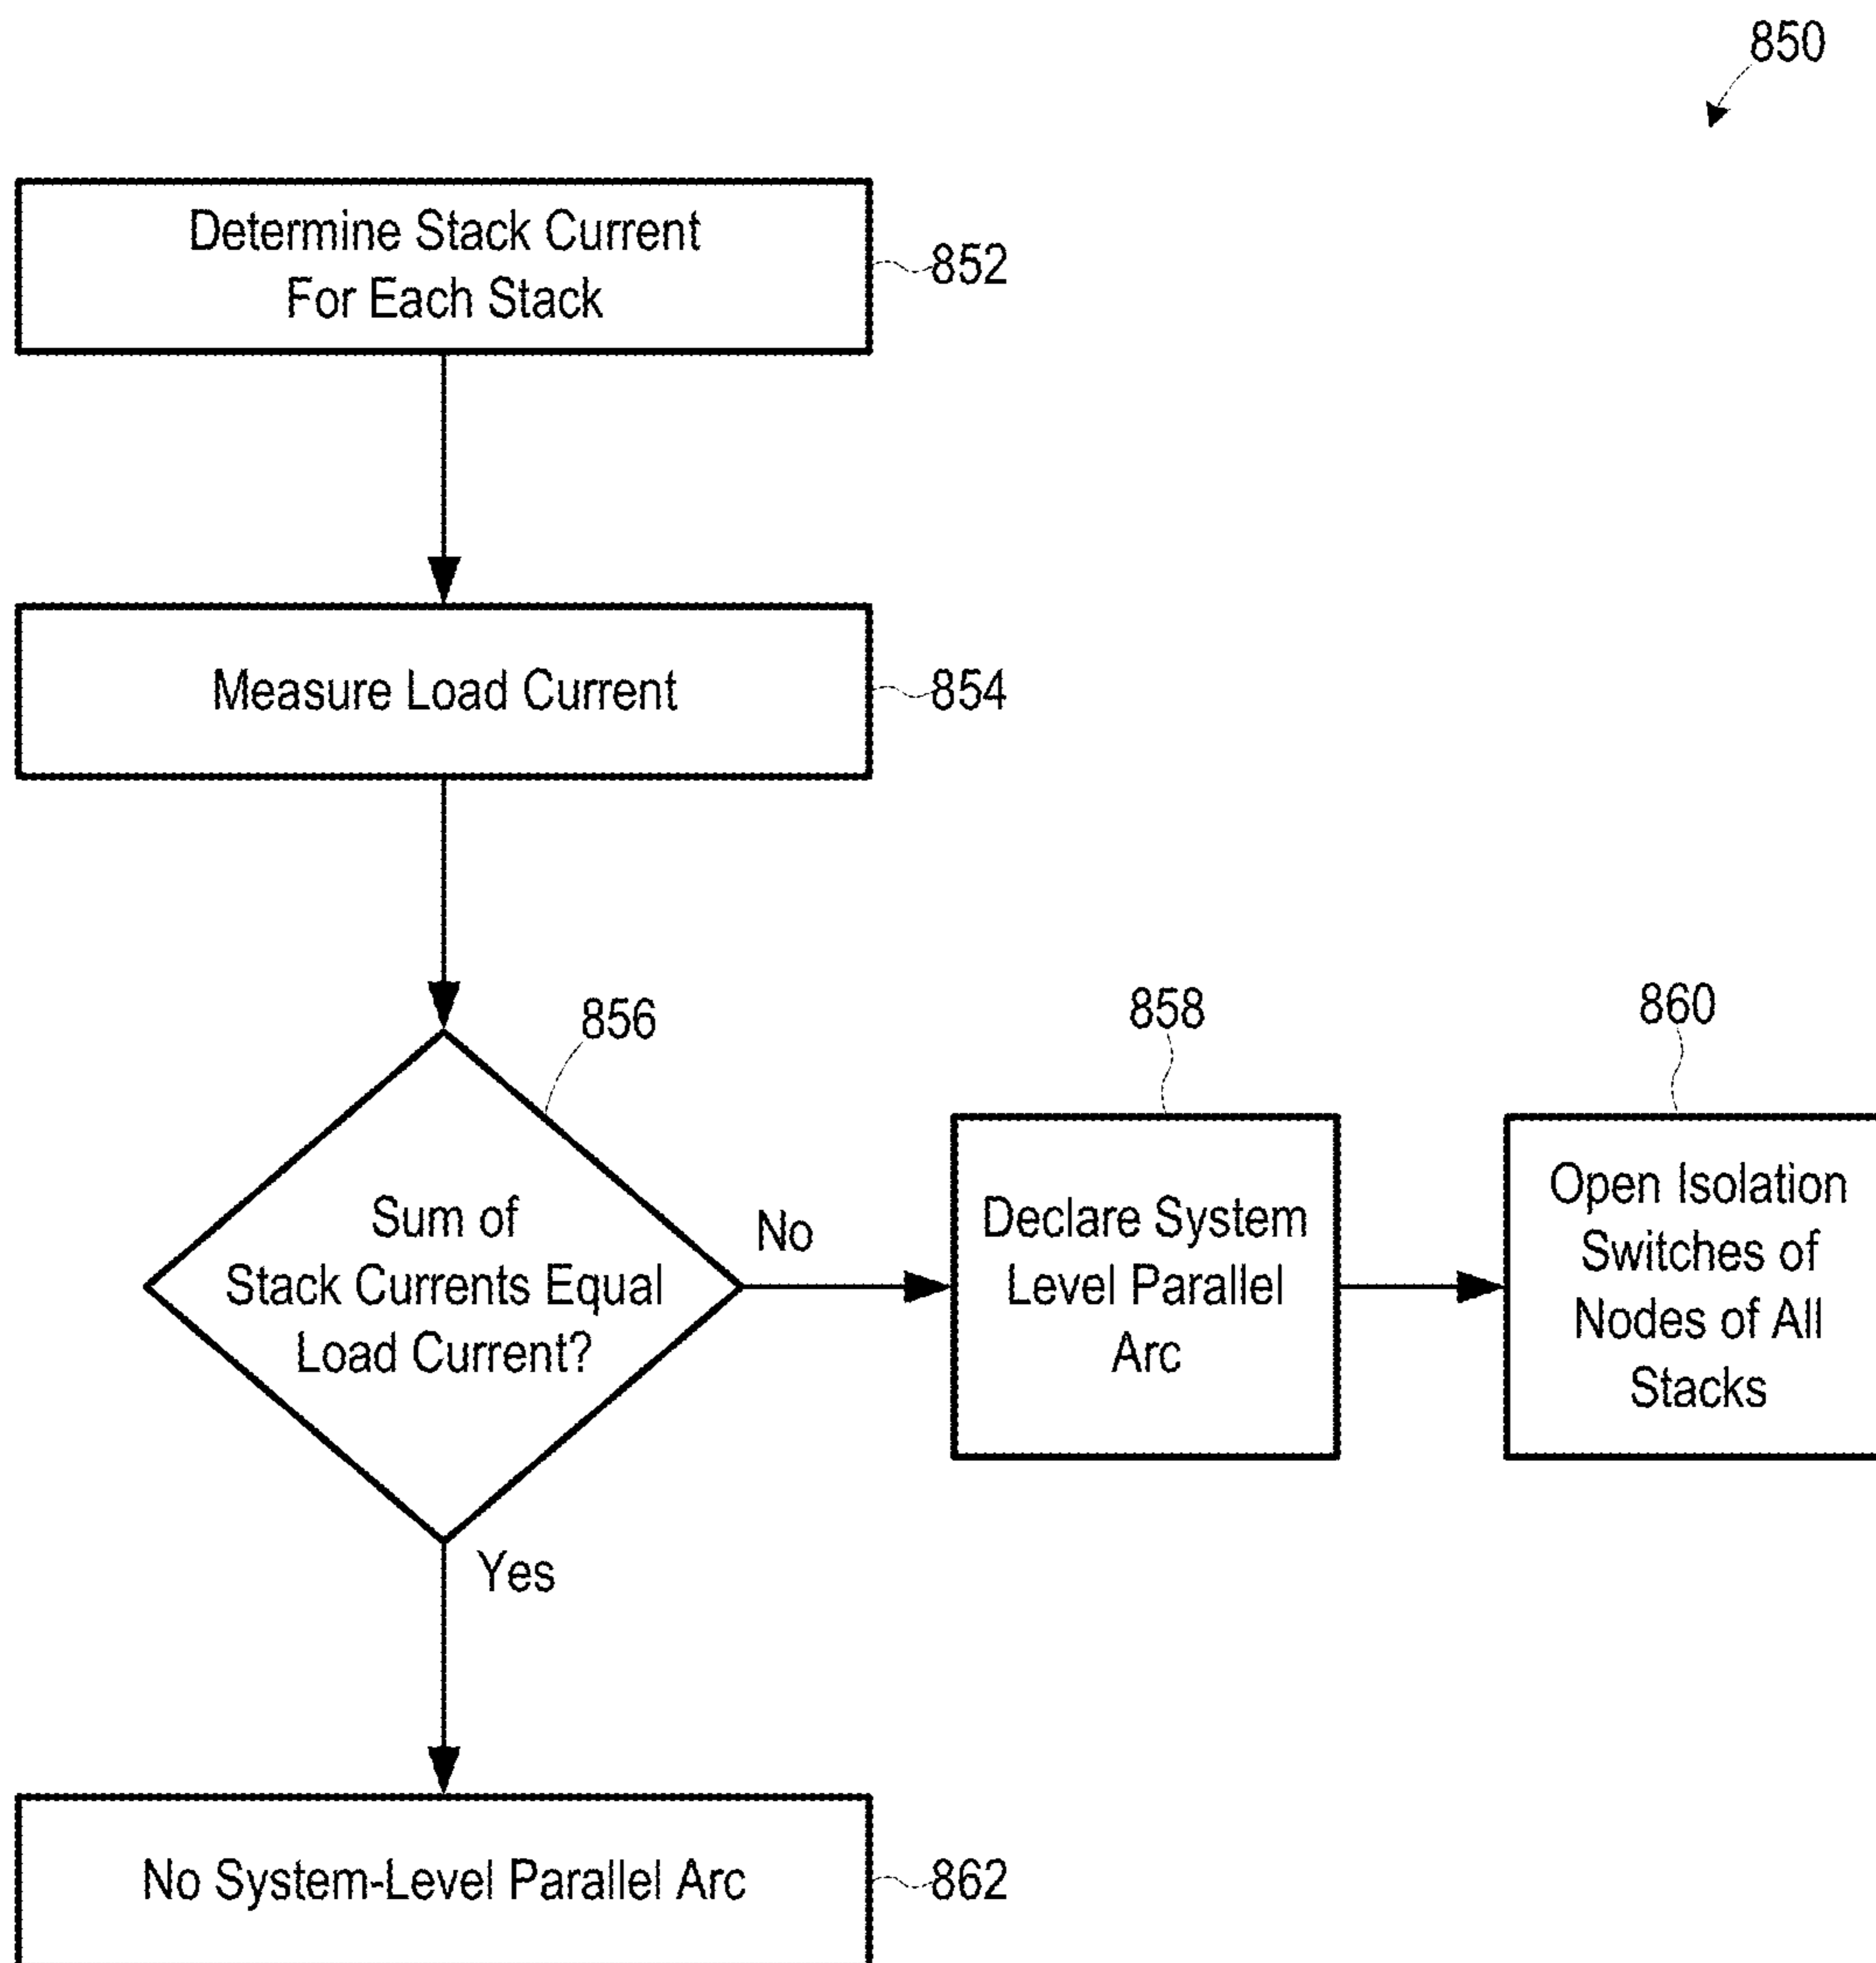 850
Determine Stack Current
For Each Stack
852
Measure Load Current
854
856
Sum of
Stack Currents Equal
Load Current?
No
Yes
858
Declare System
Level Parallel
Arc
860
Open Isolation
Switches of
Nodes of All
Stacks
No System-Level Parallel Arc
862